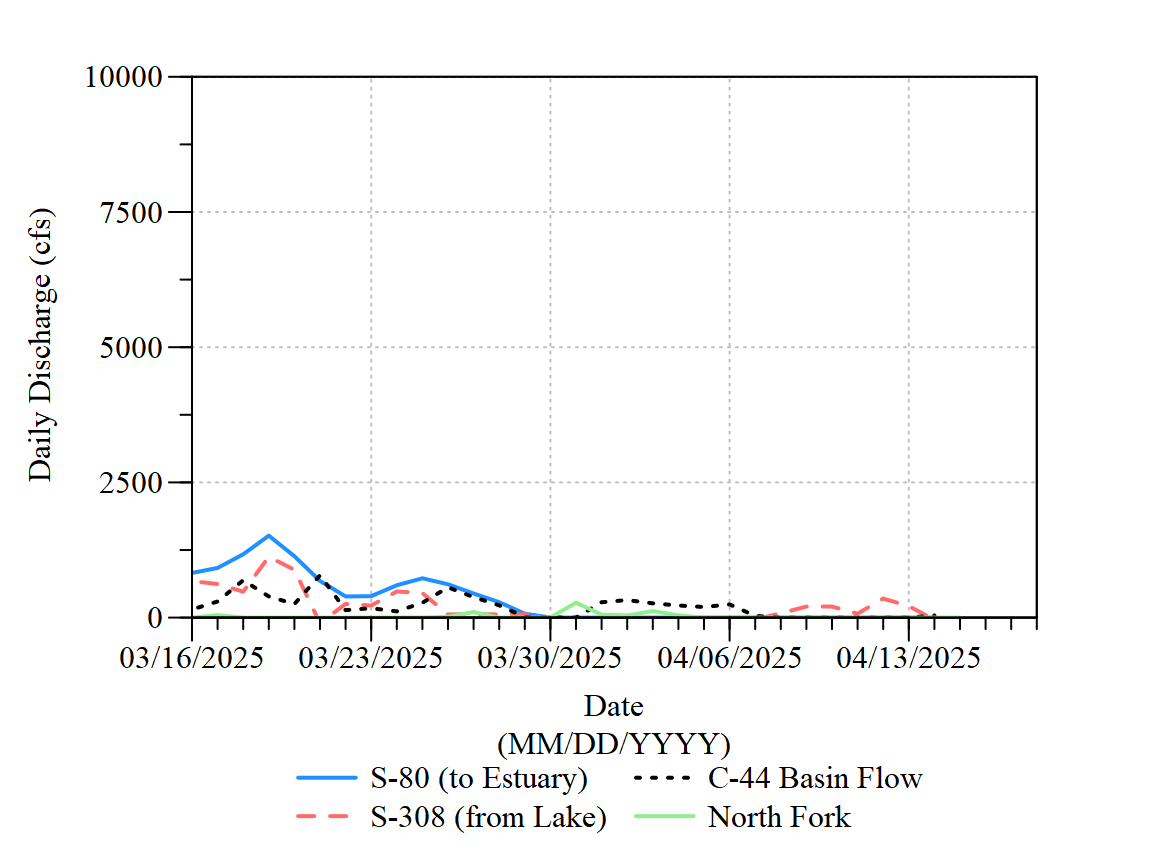 10000
7500
5000
2500
0
Daily Discharge (cfs)
03/16/2025 03/23/2025 03/30/2025 04/06/2025 04/13/2025
Date
(MM/DD/YYYY)
S-80 (to Estuary) C-44 Basin Flow
S-308 (from Lake) North Fork